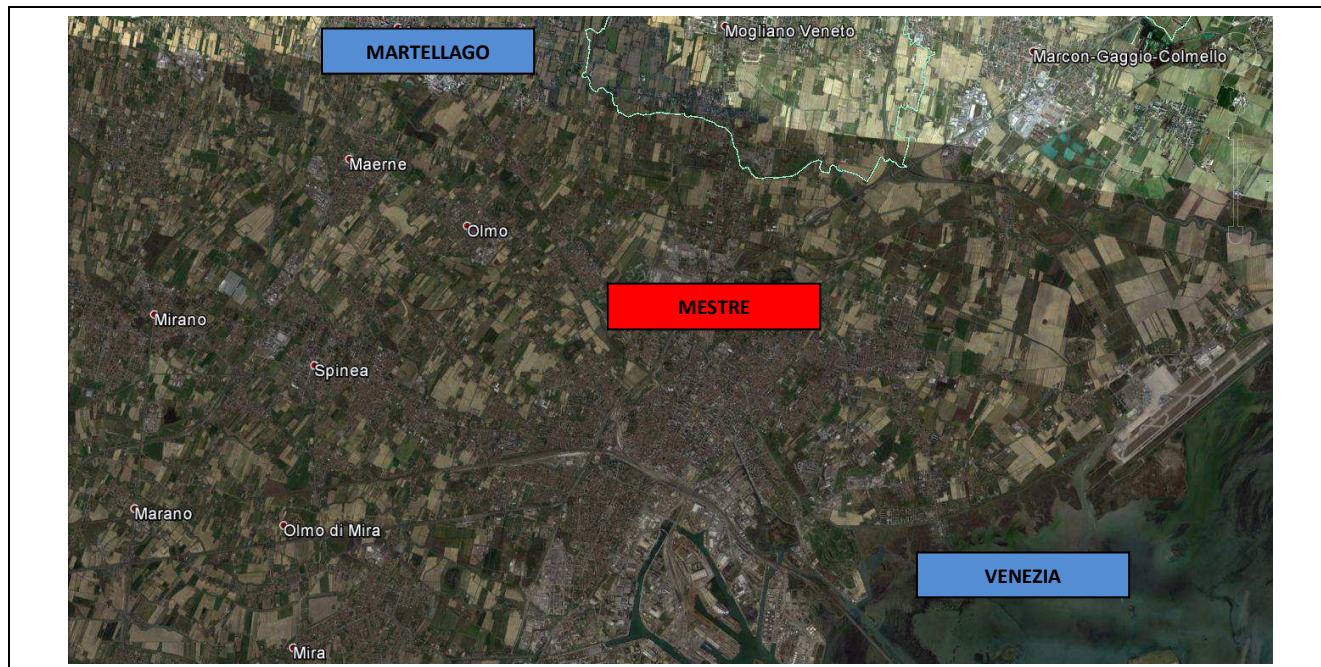 MARTELLAGO
Mogliano Veneto
Marcon-Gaggio-Colmello
Maerne
Olmo
MESTRE
Mirano
Spinea
Marano
Olmo di Mira
VENEZIA
Mira